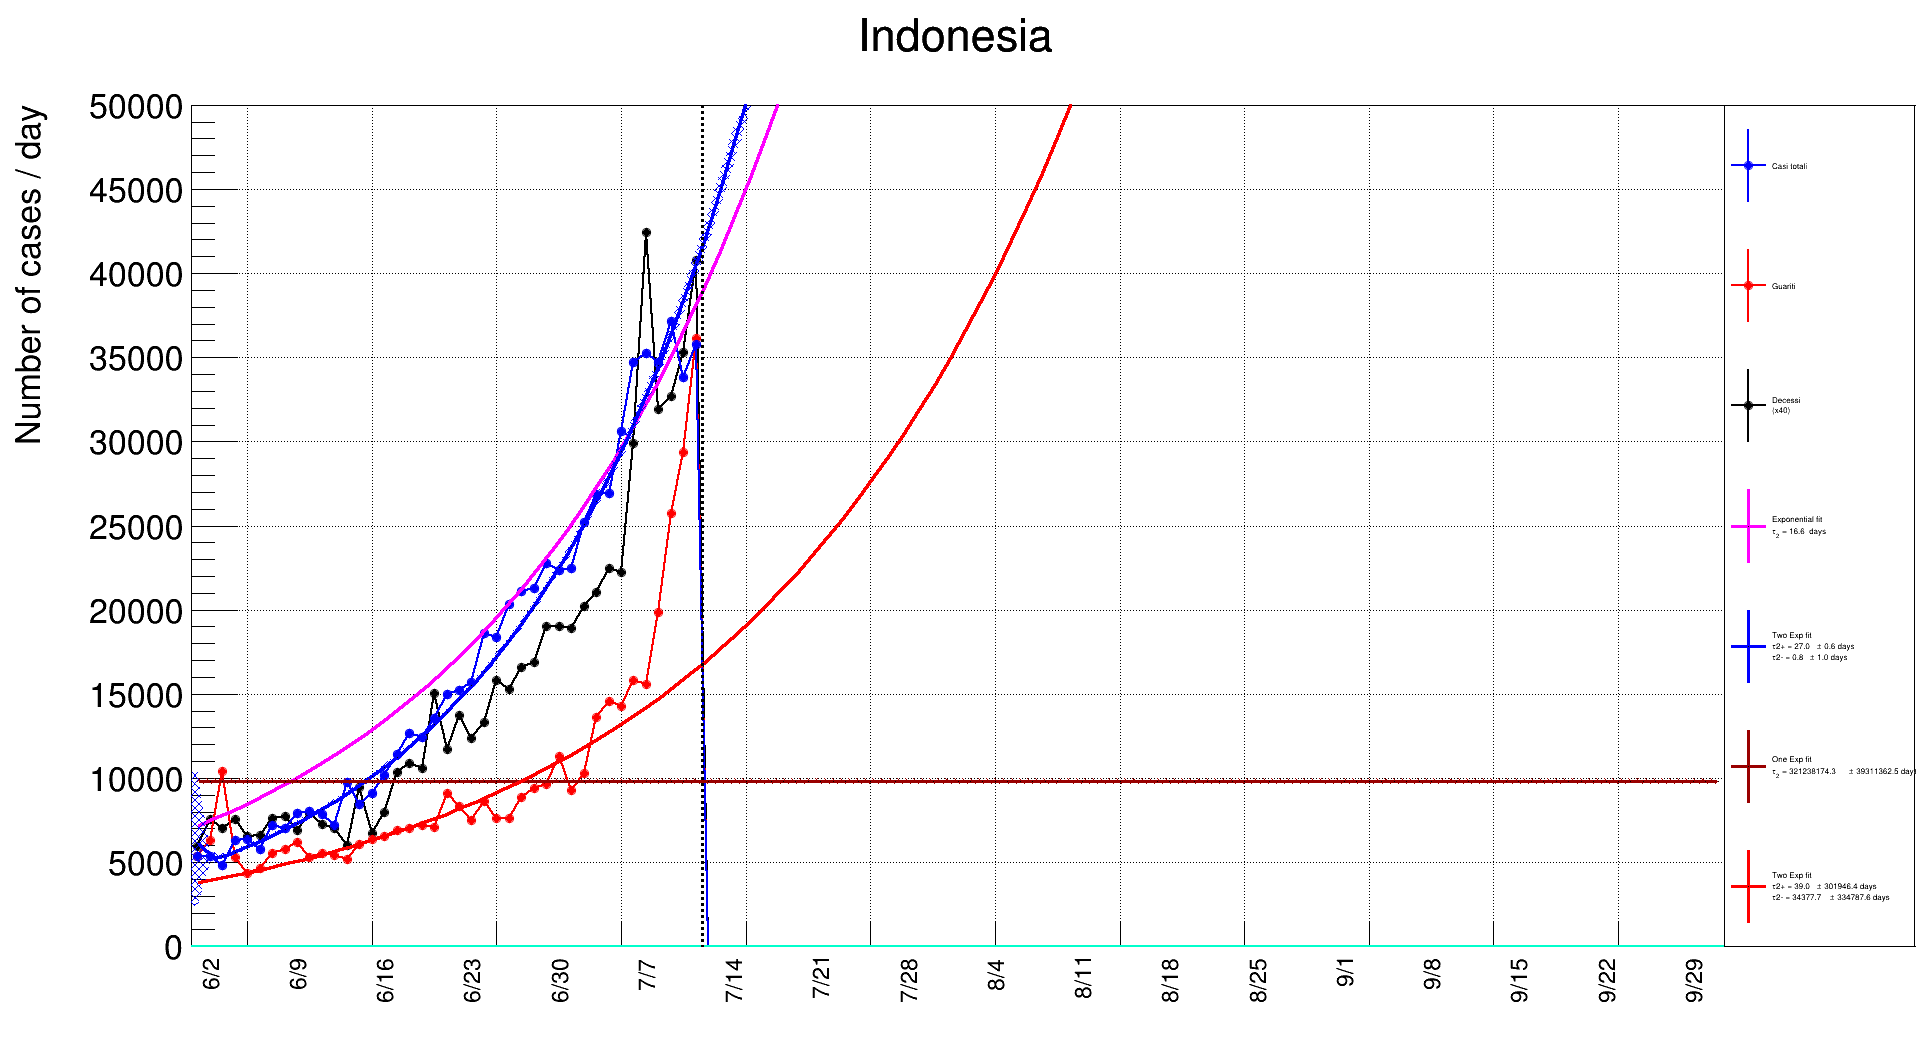 Indonesia
Number of cases / day
50000
45000
40000
35000
30000
25000
20000
15000
10000
5000
0
6/2 6/9 6/16 6/23 6/30 7/7 7/14 7/21 7/28 8/4 8/11 8/18 8/25 9/1 9/8 9/15 9/22 9/29
Casi totali
Guariti
Decessi
(x40)
Exponential fit
τ2 = 16.6 days
Two Exp fit
τ2+ = 27.0 ± 0.6 days
τ2- = 0.8 ± 1.0 days
One Exp fit
τ2 = 321238174.3 ± 39311362.5 days
Two Exp fit
τ2+ = 39.0 ± 301946.4 days
τ2- = 34377.7 ± 334787.6 days